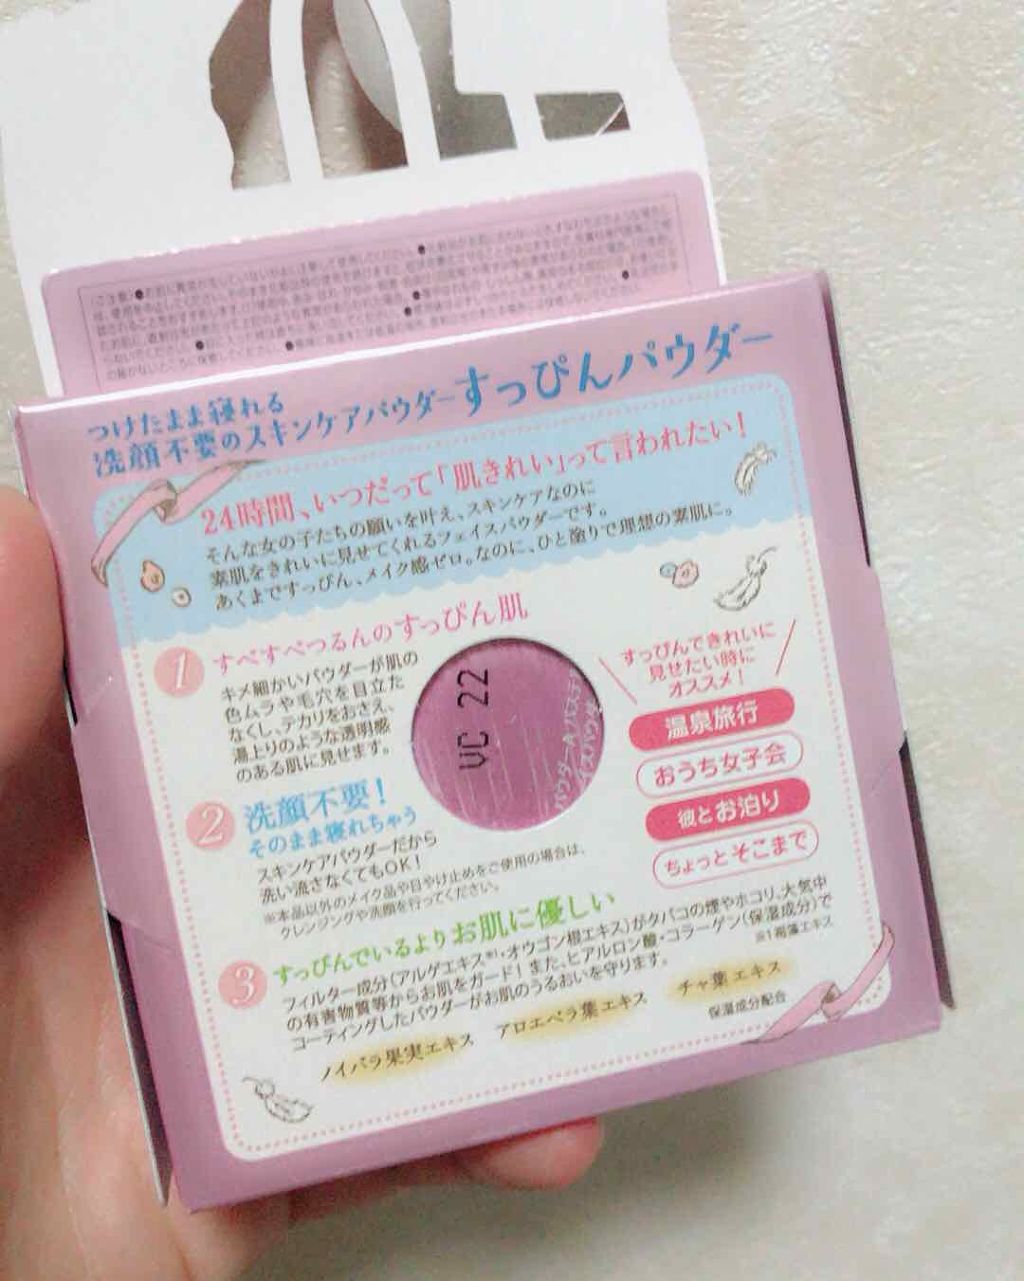 つけたまま寝れる
洗顔不要のスキンケアパウダー すっぴんパウダー
24時間、いつだって「肌きれい」って言われたい!
そんな女の子たちの願いを叶え、スキンケアなのに
素肌をきれいに見せてくれるフェイスパウダーです。
あくまですっぴん、メイク感ゼロ。なのに、ひと塗りで理想の素肌に。
1 すべすべつるんのすっぴん肌
キメ細かいパウダーが肌の
色ムラや毛穴を目立た
なくし、テカリをおさえ、
湯上りのような透明感
のある肌に見せます。
VC 22
すっぴんできれいに
見せたい時に
オススメ!
温泉旅行
おうち女子会
彼とお泊り
ちょっとそこまで
2 洗顔不要!
そのまま寝れちゃう
スキンケアパウダーだから
洗い流さなくてもOK!
※本品以外のメイク品や日やけ止めをご使用の場合は、
クレンジングや洗顔を行ってください。
3 すっぴんでいるよりお肌に優しい
フィルター成分(アルゲエキス※1・オウゴン根エキス)がタバコの煙やホコリ、大気中
の有害物質等からお肌をガード!また、ヒアルロン酸・コラーゲン(保湿成分)で
コーティングしたパウダーがお肌のうるおいを守ります。
※1 褐藻エキス
ノイバラ果実エキス アロエベラ葉エキス チャ葉エキス
保湿成分配合